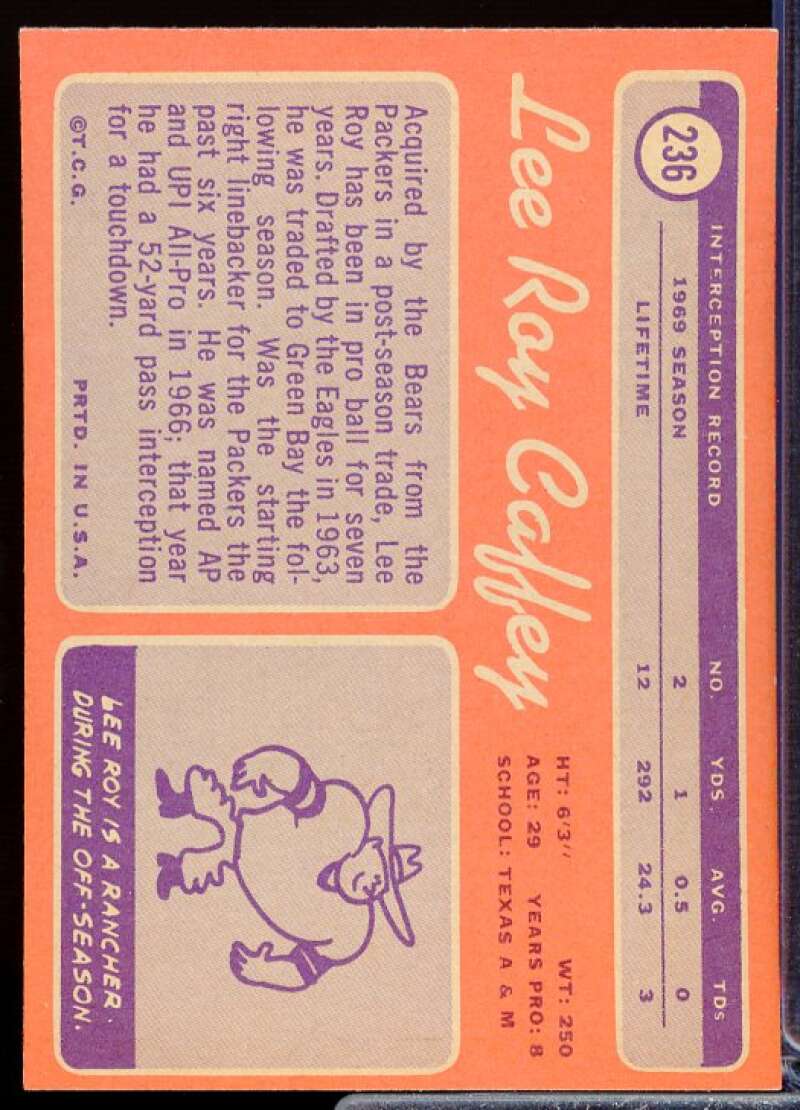 236
INTERCEPTION RECORD NO. YDS. AVG. TDs
1969 SEASON 2 1 0.5 0
LIFETIME 12 292 24.3 3
Lee Roy Caffey
HT: 6'3" WT: 250
AGE: 29 YEARS PRO: 8
SCHOOL: TEXAS A & M
Acquired by the Bears from the
Packers in a post-season trade, Lee
Roy has been in pro ball for seven
years. Drafted by the Eagles in 1963,
he was traded to Green Bay the fol-
lowing season. Was the starting
right linebacker for the Packers the
past six years. He was named AP
and UPI All-Pro in 1966; that year
he had a 52-yard pass interception
for a touchdown.
©T.C.G. PRTD. IN U.S.A.
LEE ROY IS A RANCHER
DURING THE OFF-SEASON.